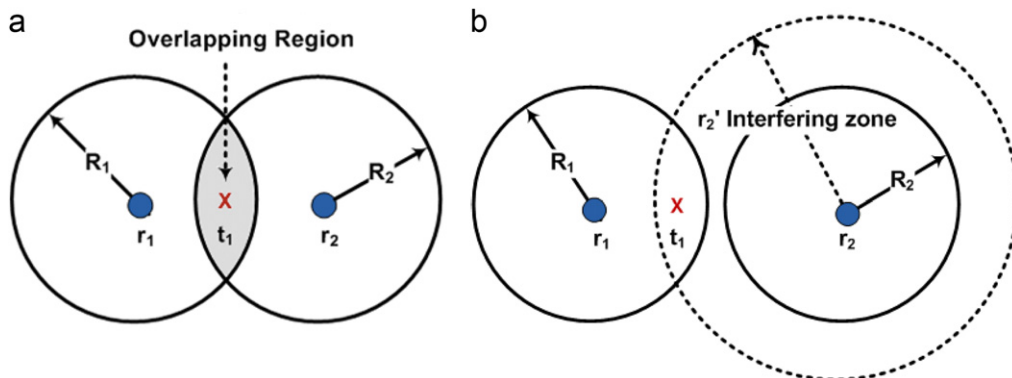 a
Overlapping Region
R₁
R₂
X
r₁
t₁
r₂
b
r₂' Interfering zone
R₁
R₂
X
r₁
t₁
r₂